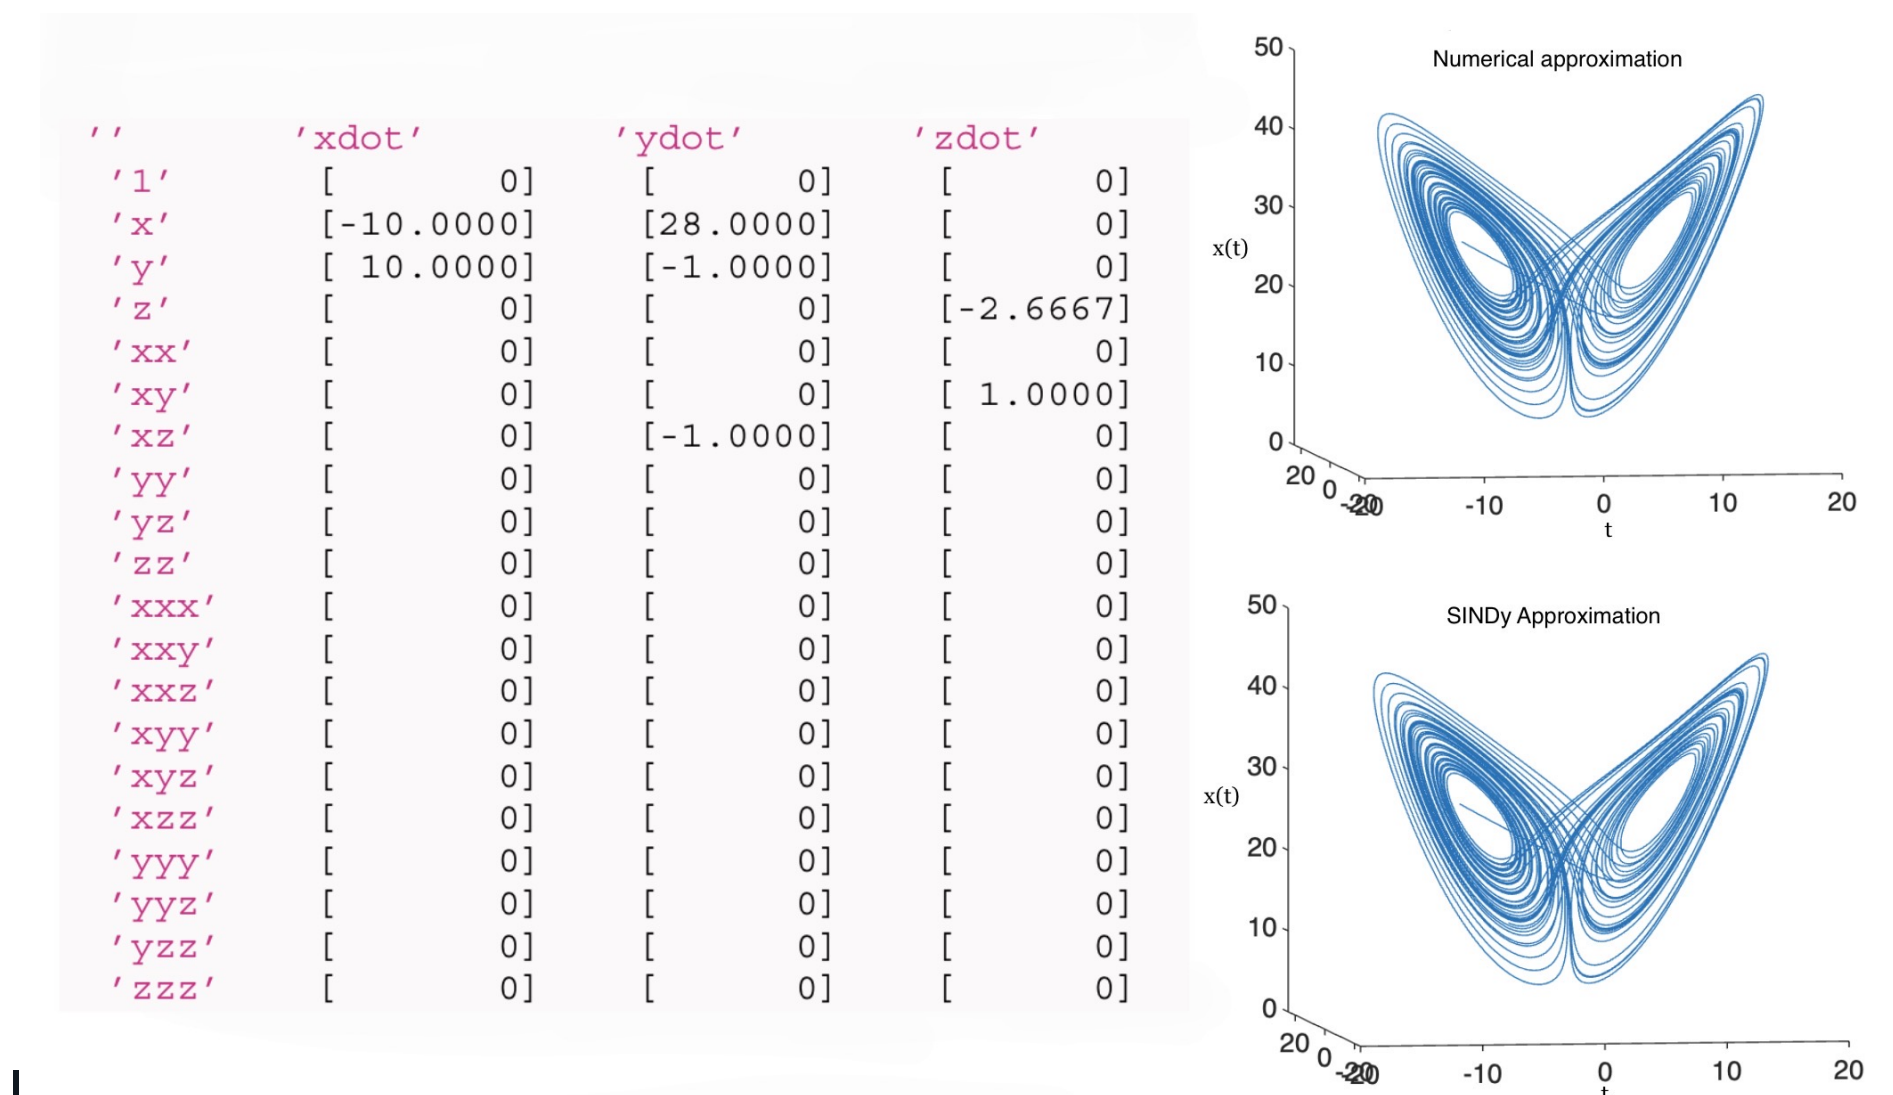 '' 'xdot' 'ydot' 'zdot'
'1' [ 0] [ 0] [ 0]
'x' [-10.0000] [28.0000] [ 0]
'y' [ 10.0000] [-1.0000] [ 0]
'z' [ 0] [ 0] [-2.6667]
'xx' [ 0] [ 0] [ 0]
'xy' [ 0] [ 0] [ 1.0000]
'xz' [ 0] [-1.0000] [ 0]
'yy' [ 0] [ 0] [ 0]
'yz' [ 0] [ 0] [ 0]
'zz' [ 0] [ 0] [ 0]
'xxx' [ 0] [ 0] [ 0]
'xxy' [ 0] [ 0] [ 0]
'xxz' [ 0] [ 0] [ 0]
'xyy' [ 0] [ 0] [ 0]
'xyz' [ 0] [ 0] [ 0]
'xzz' [ 0] [ 0] [ 0]
'yyy' [ 0] [ 0] [ 0]
'yyz' [ 0] [ 0] [ 0]
'yzz' [ 0] [ 0] [ 0]
'zzz' [ 0] [ 0] [ 0]
Numerical approximation
50
40
30
x(t)
20
10
0
20 0 -20
-20 -10 0 10 20
t
SINDy Approximation
50
40
30
x(t)
20
10
0
20 0 -20
-20 -10 0 10 20
t